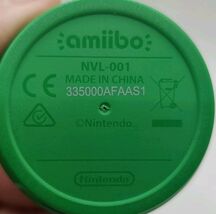 amiibo
NVL-001
MADE IN CHINA
335000AFAAS1
CE
©Nintendo
Nintendo